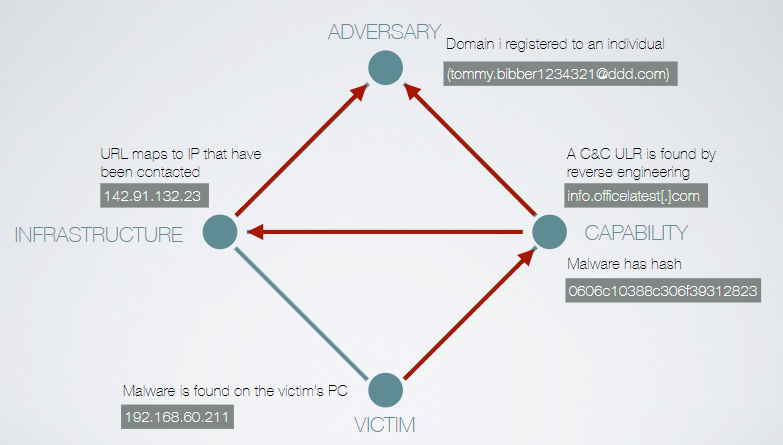 ADVERSARY
Domain i registered to an individual
(tommy.bibber1234321@ddd.com)
URL maps to IP that have
been contacted
142.91.132.23
A C&C ULR is found by
reverse engineering
info.officelatest[.]com
INFRASTRUCTURE
CAPABILITY
Malware has hash
0606c10388c306f39312823
Malware is found on the victim's PC
192.168.60.211
VICTIM